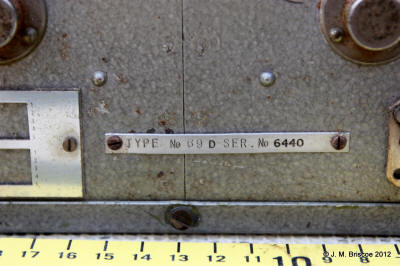 TYPE No 69 D SER. No 6440
17 16 15 14 13 12 11 10 9 8
© J. M. Briscoe 2012